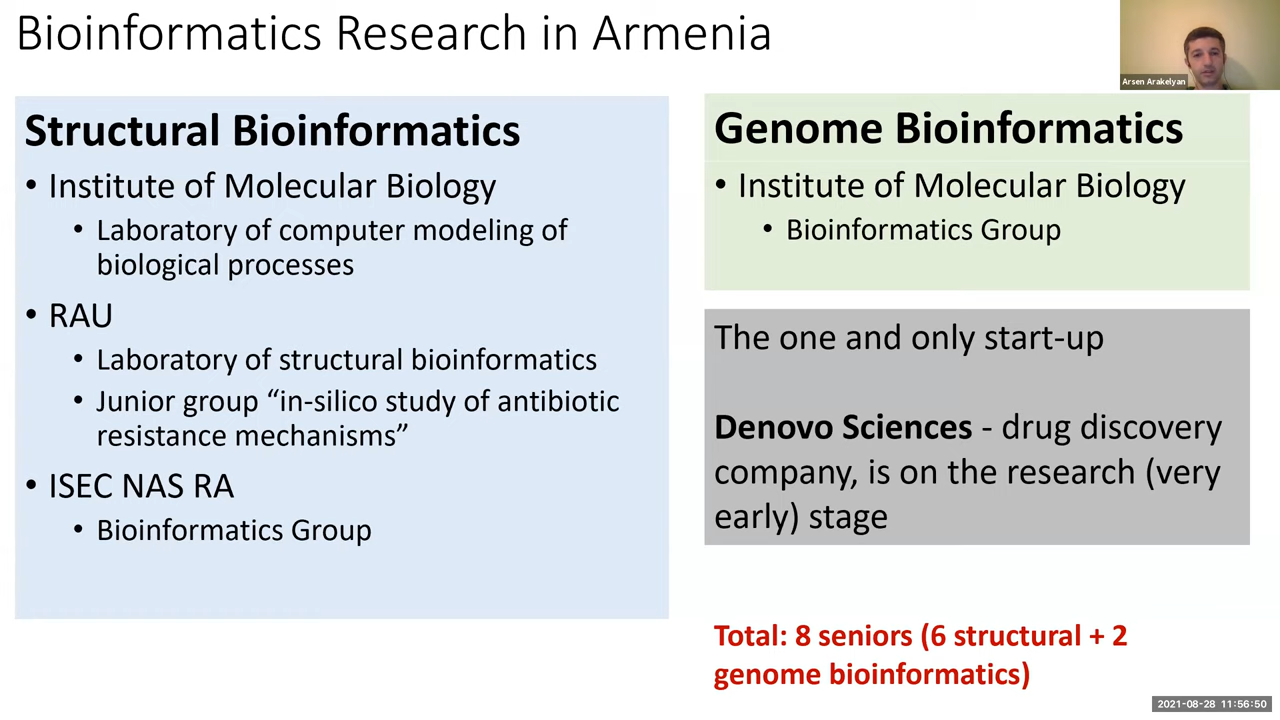 Bioinformatics Research in Armenia
Arsen Arakelyan
Structural Bioinformatics
• Institute of Molecular Biology
• Laboratory of computer modeling of
biological processes
• RAU
• Laboratory of structural bioinformatics
• Junior group “in-silico study of antibiotic
resistance mechanisms”
• ISEC NAS RA
• Bioinformatics Group
Genome Bioinformatics
• Institute of Molecular Biology
• Bioinformatics Group
The one and only start-up
Denovo Sciences - drug discovery
company, is on the research (very
early) stage
Total: 8 seniors (6 structural + 2
genome bioinformatics)
2021-08-28 11:56:50